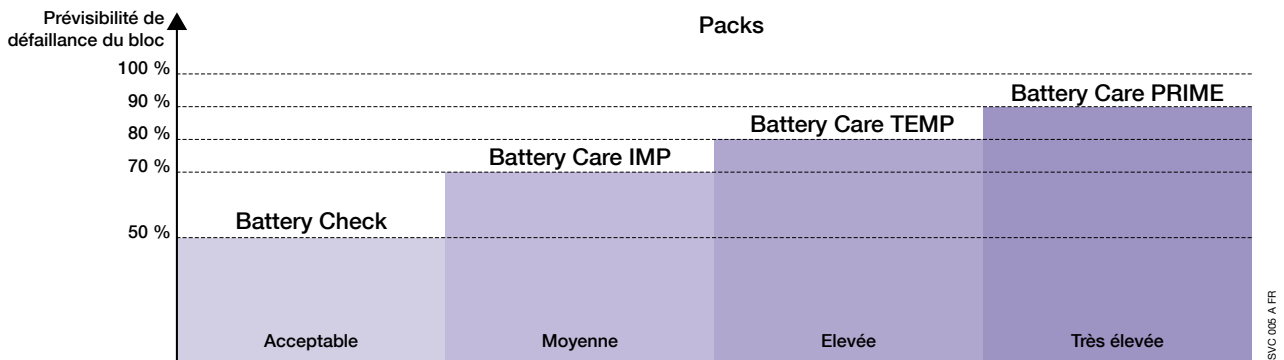 Prévisibilité de
défaillance du bloc
Packs
100 %
90 %
Battery Care PRIME
80 %
Battery Care TEMP
70 %
Battery Care IMP
50 %
Battery Check
Acceptable
Moyenne
Elevée
Très élevée
SVC 005 A FR